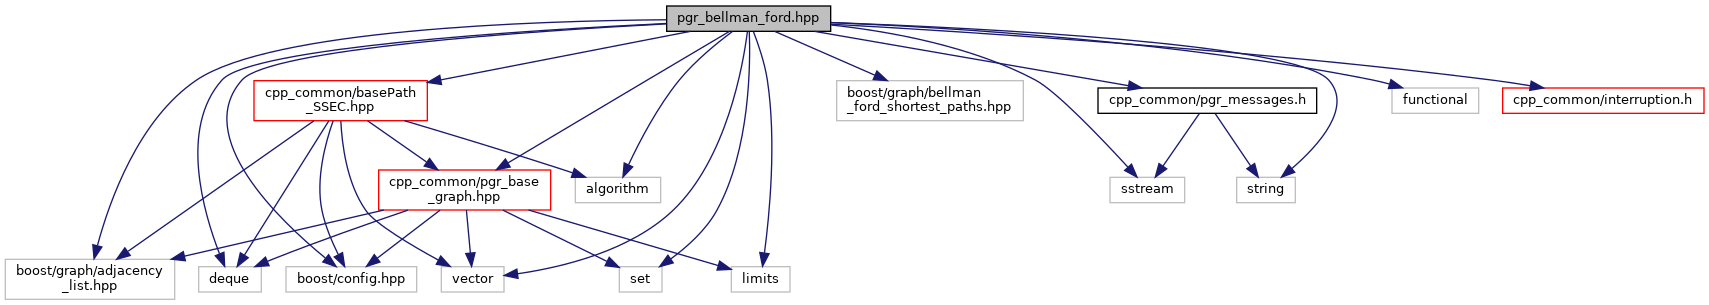 pgr_bellman_ford.hpp
cpp_common/basePath
_SSEC.hpp
boost/graph/bellman
_ford_shortest_paths.hpp
cpp_common/pgr_messages.h
functional
cpp_common/interruption.h
cpp_common/pgr_base
_graph.hpp
algorithm
sstream
string
boost/graph/adjacency
_list.hpp
deque
boost/config.hpp
vector
set
limits